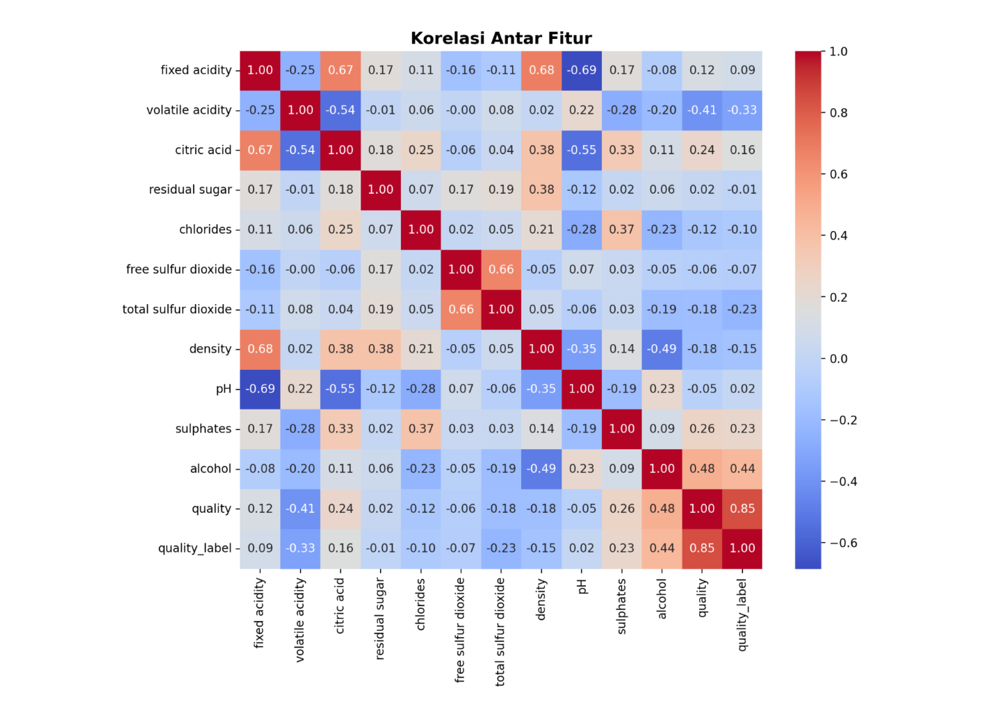 Korelasi Antar Fitur
fixed acidity 1.00 -0.25 0.67 0.17 0.11 -0.16 -0.11 0.68 -0.69 0.17 -0.08 0.12 0.09
volatile acidity -0.25 1.00 -0.54 -0.01 0.06 -0.00 0.08 0.02 0.22 -0.28 -0.20 -0.41 -0.33
citric acid 0.67 -0.54 1.00 0.18 0.25 -0.06 0.04 0.38 -0.55 0.33 0.11 0.24 0.16
residual sugar 0.17 -0.01 0.18 1.00 0.07 0.17 0.19 0.38 -0.12 0.02 0.06 0.02 -0.01
chlorides 0.11 0.06 0.25 0.07 1.00 0.02 0.05 0.21 -0.28 0.37 -0.23 -0.12 -0.10
free sulfur dioxide -0.16 -0.00 -0.06 0.17 0.02 1.00 0.66 -0.05 0.07 0.03 -0.05 -0.06 -0.07
total sulfur dioxide -0.11 0.08 0.04 0.19 0.05 0.66 1.00 0.05 -0.06 0.03 -0.19 -0.18 -0.23
density 0.68 0.02 0.38 0.38 0.21 -0.05 0.05 1.00 -0.35 0.14 -0.49 -0.18 -0.15
pH -0.69 0.22 -0.55 -0.12 -0.28 0.07 -0.06 -0.35 1.00 -0.19 0.23 -0.05 0.02
sulphates 0.17 -0.28 0.33 0.02 0.37 0.03 0.03 0.14 -0.19 1.00 0.09 0.26 0.23
alcohol -0.08 -0.20 0.11 0.06 -0.23 -0.05 -0.19 -0.49 0.23 0.09 1.00 0.48 0.44
quality 0.12 -0.41 0.24 0.02 -0.12 -0.06 -0.18 -0.18 -0.05 0.26 0.48 1.00 0.85
quality_label 0.09 -0.33 0.16 -0.01 -0.10 -0.07 -0.23 -0.15 0.02 0.23 0.44 0.85 1.00
fixed acidity
volatile acidity
citric acid
residual sugar
chlorides
free sulfur dioxide
total sulfur dioxide
density
pH
sulphates
alcohol
quality
quality_label
1.0
0.8
0.6
0.4
0.2
0.0
−0.2
−0.4
−0.6